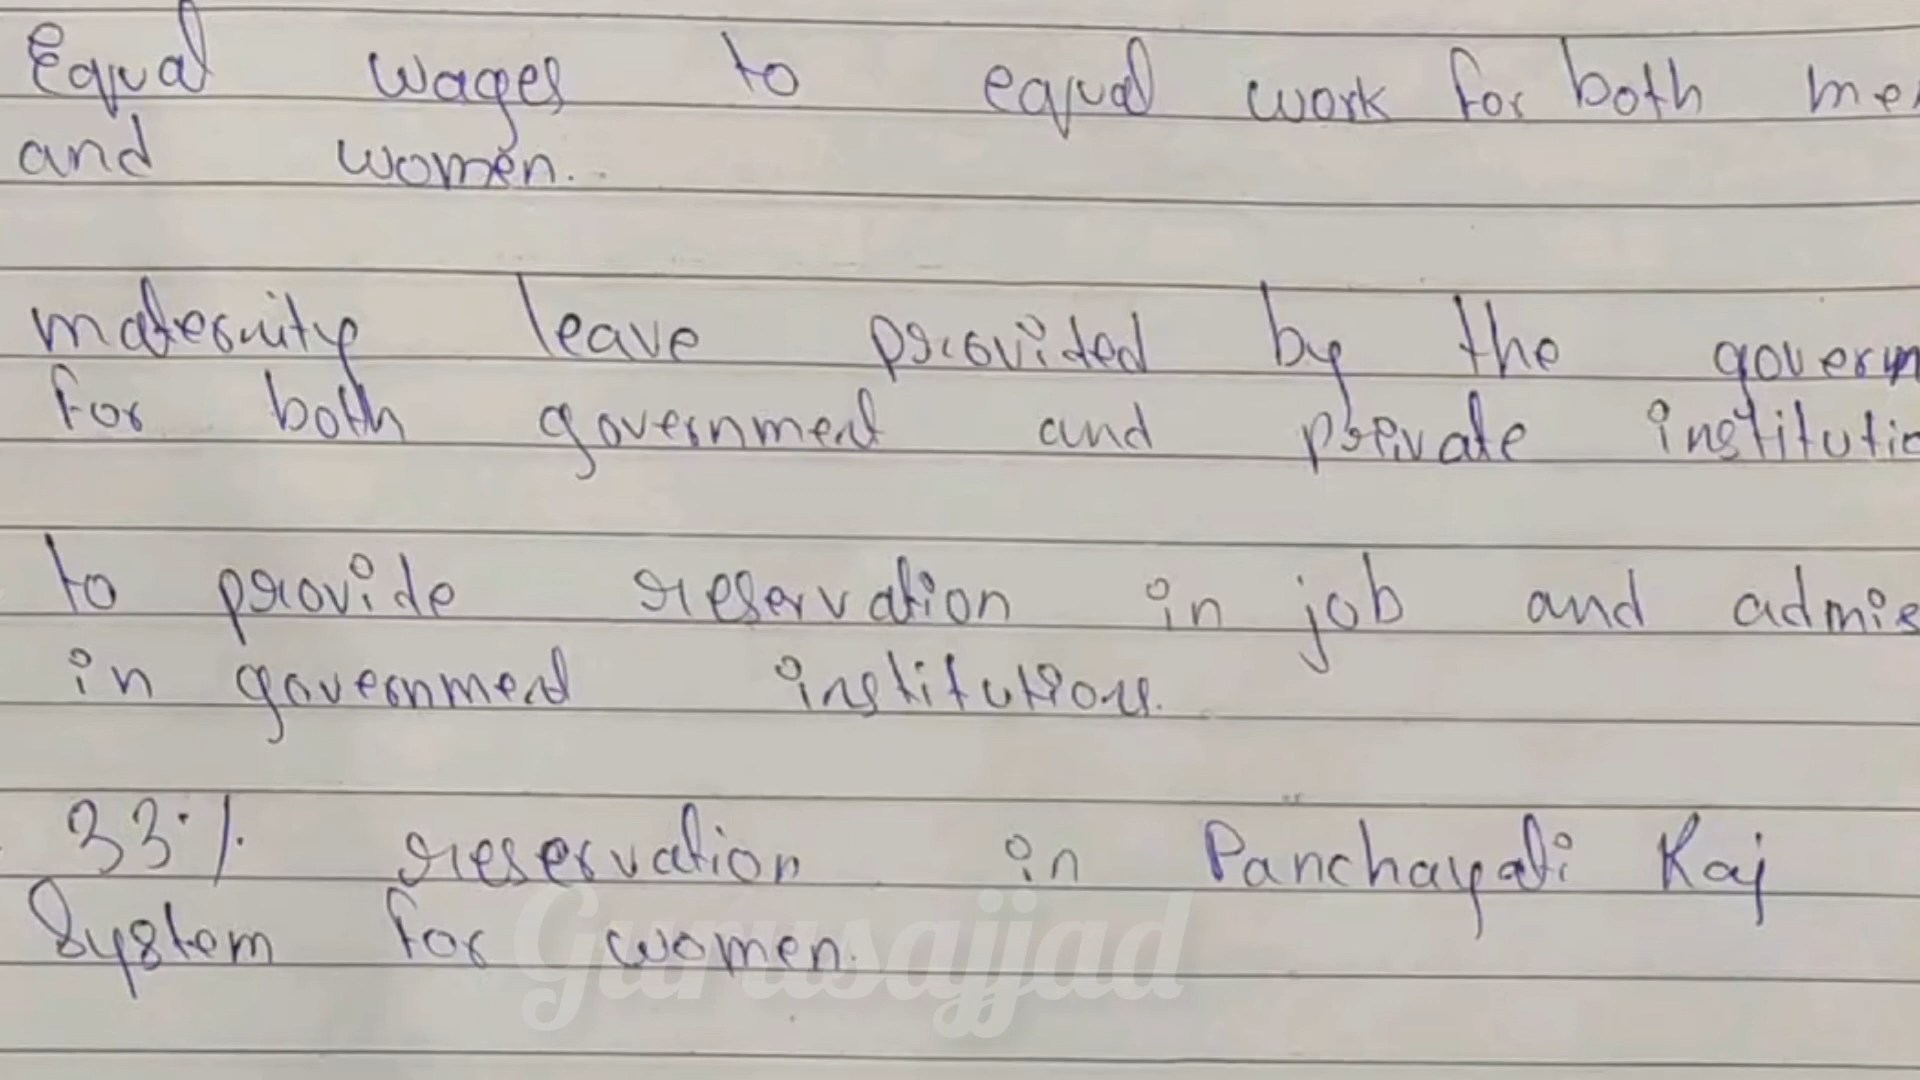 Equal wages to equal work for both me
and women.
maternity leave provided by the govern
for both government and private institutio
to provide reservation in job and admis
in government institutions.
33% reservation in Panchayati Raj
System for women.
Gurusajjad